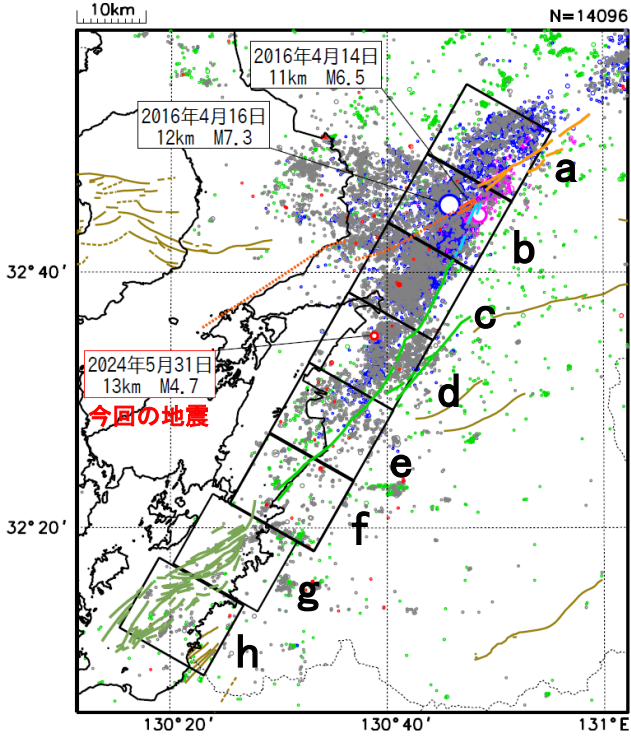 10km
N=14096
2016年4月14日
11km M6.5
2016年4月16日
12km M7.3
a
b
32°40′
c
2024年5月31日
13km M4.7
今回の地震
d
e
32°20′
f
g
h
130°20′
130°40′
131°E